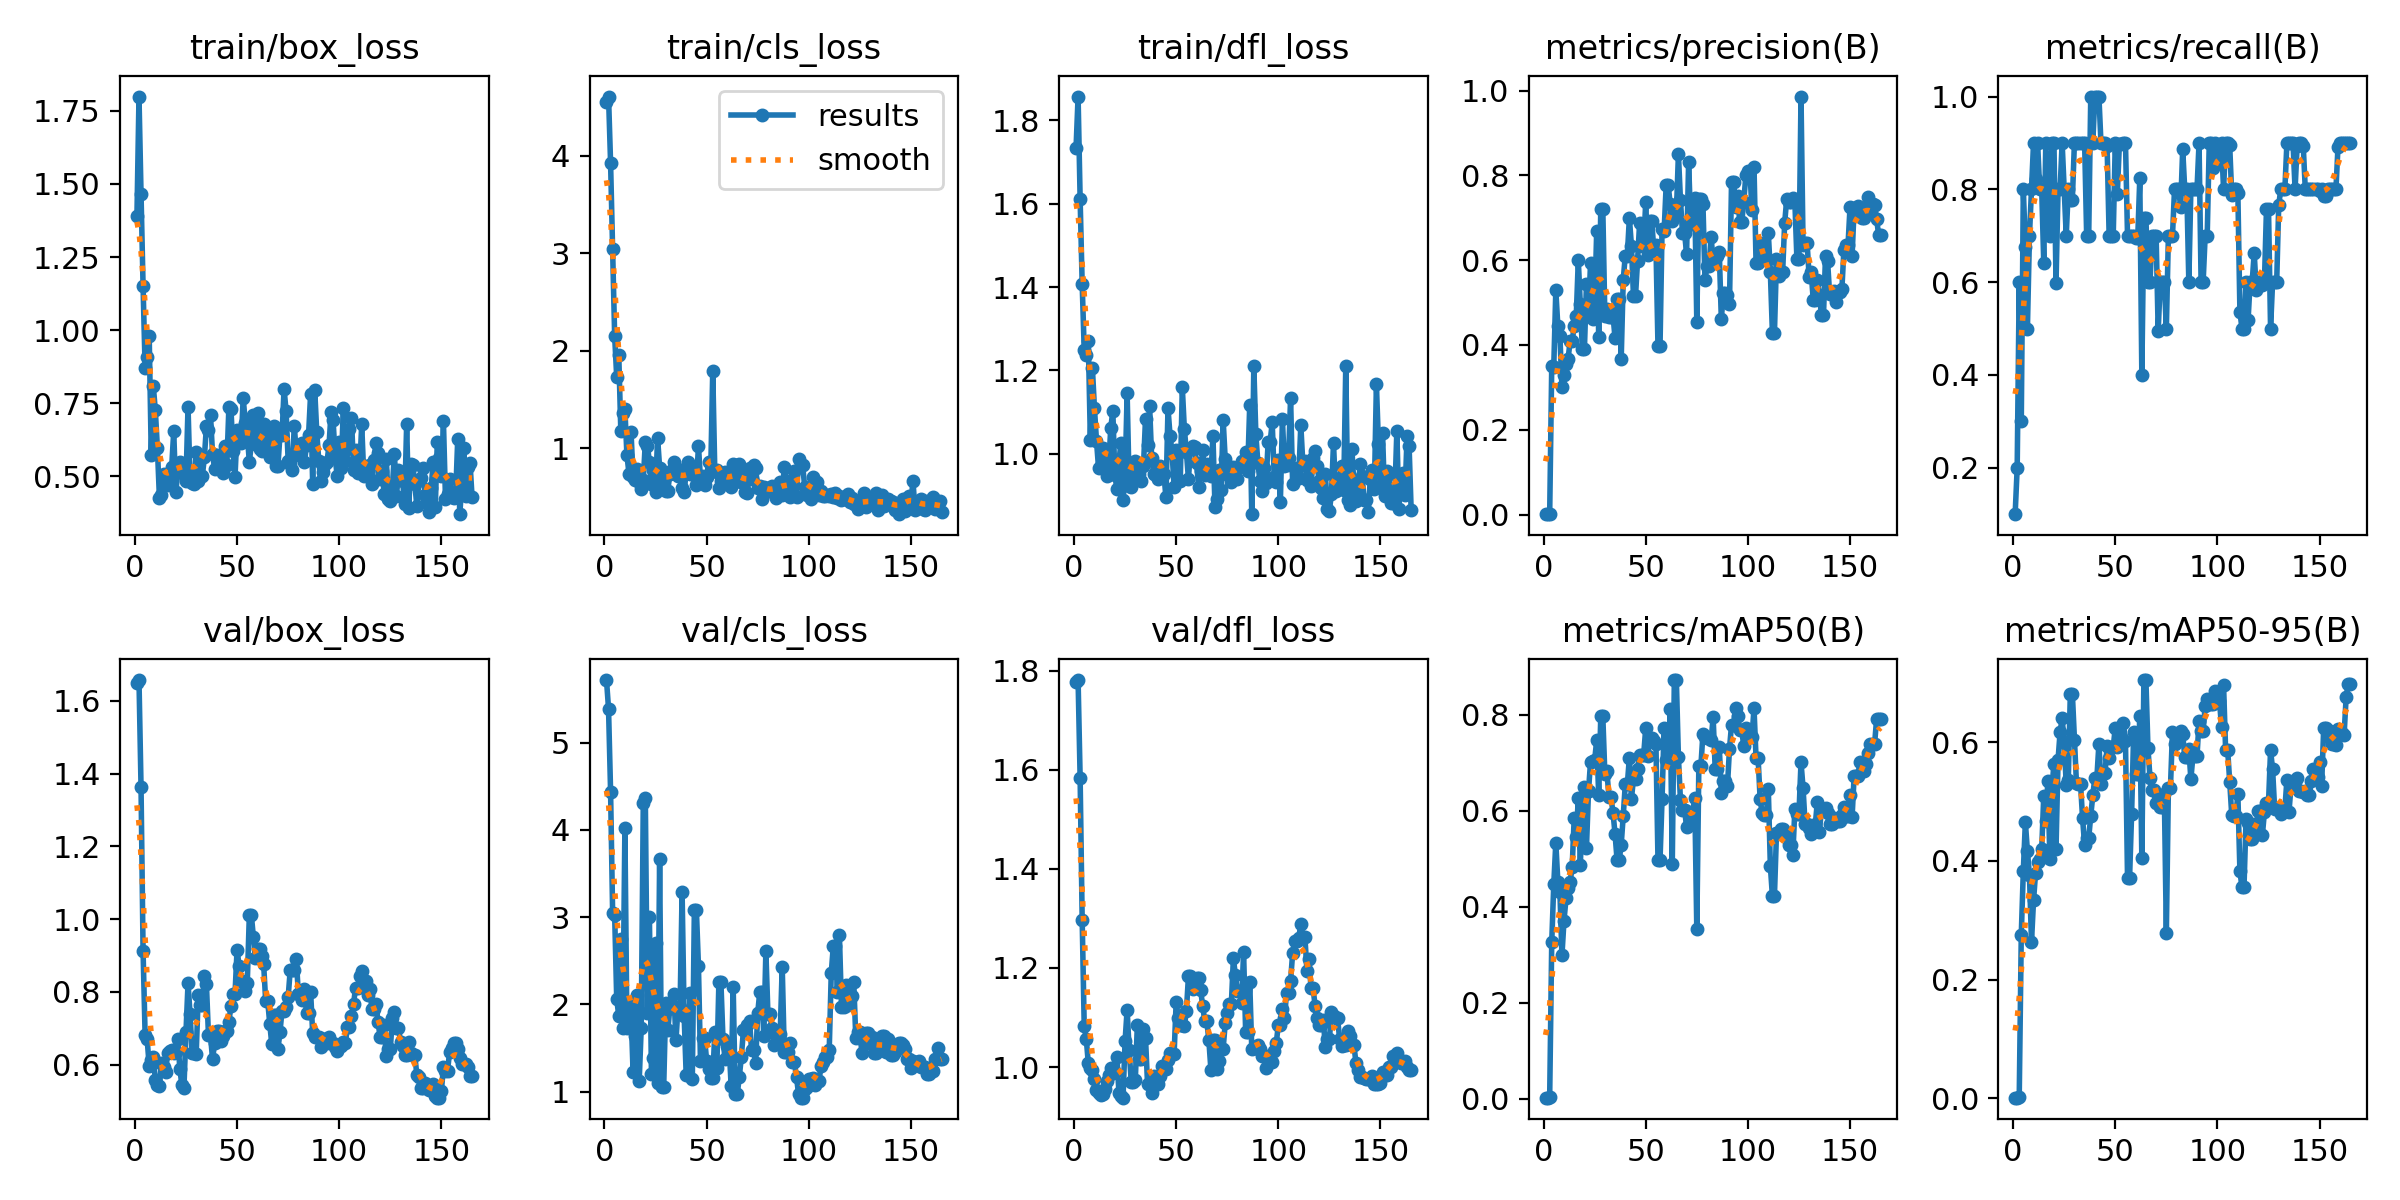 train/box_loss
train/cls_loss
train/dfl_loss
metrics/precision(B)
metrics/recall(B)
results
smooth
1.75
1.50
1.25
1.00
0.75
0.50
0 50 100 150
4
3
2
1
0 50 100 150
1.8
1.6
1.4
1.2
1.0
0 50 100 150
1.0
0.8
0.6
0.4
0.2
0.0
0 50 100 150
1.0
0.8
0.6
0.4
0.2
0 50 100 150
val/box_loss
val/cls_loss
val/dfl_loss
metrics/mAP50(B)
metrics/mAP50-95(B)
1.6
1.4
1.2
1.0
0.8
0.6
0 50 100 150
5
4
3
2
1
0 50 100 150
1.8
1.6
1.4
1.2
1.0
0 50 100 150
0.8
0.6
0.4
0.2
0.0
0 50 100 150
0.6
0.4
0.2
0.0
0 50 100 150